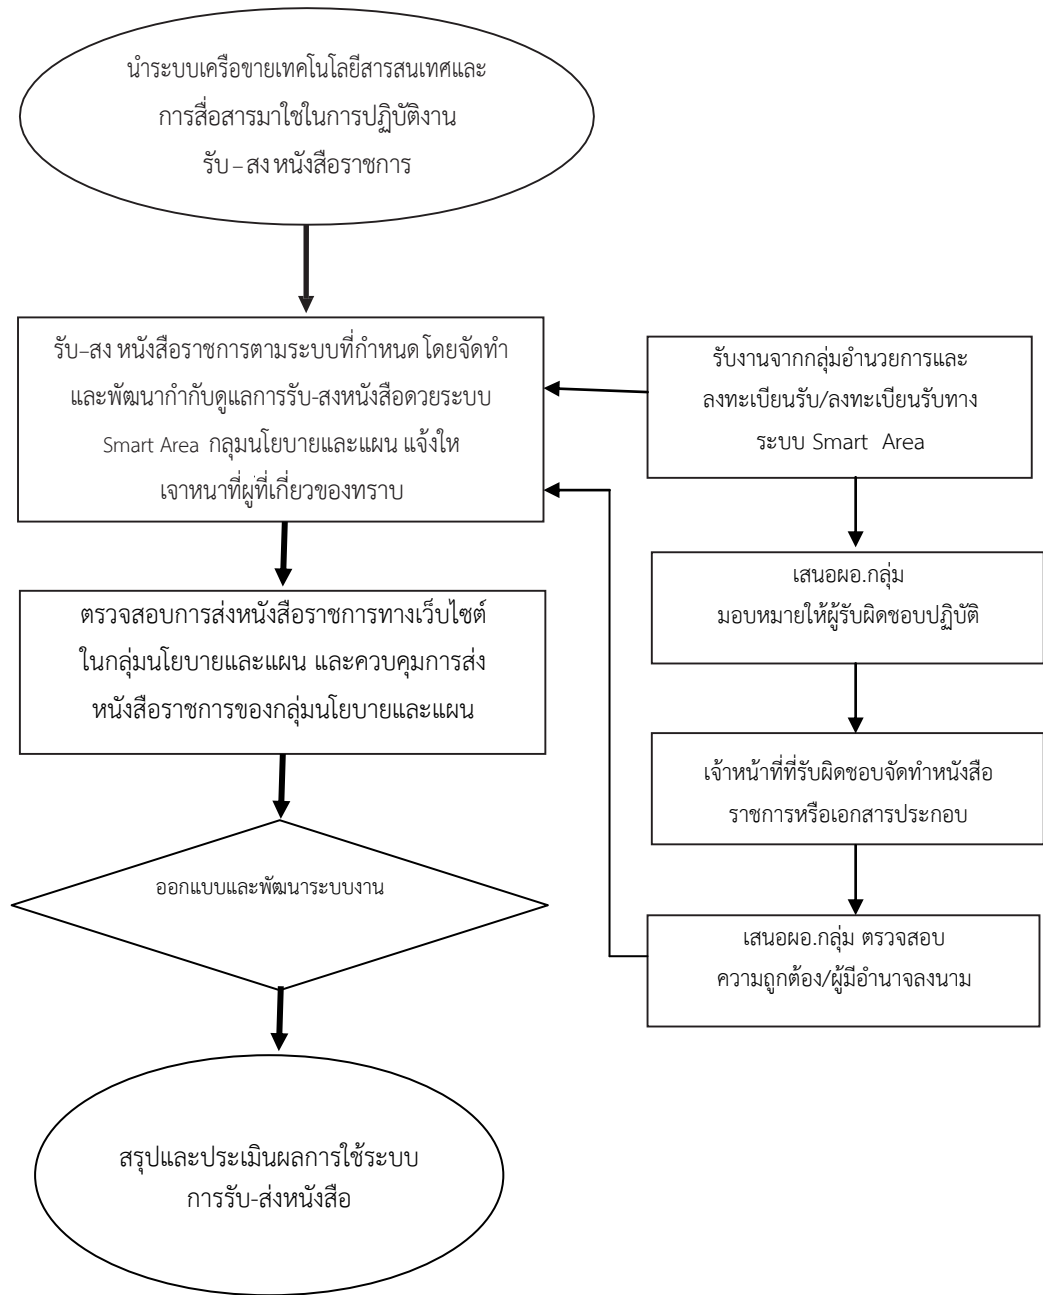 นำระบบเครือขายเทคโนโลยีสารสนเทศและ
การสื่อสารมาใชในการปฏิบัติงาน
รับ – สง หนังสือราชการ
รับ–สง หนังสือราชการตามระบบที่กำหนด โดยจัดทำ
และพัฒนากำกับดูแลการรับ-สงหนังสือดวยระบบ
Smart Area กลุมนโยบายและแผน แจ้งให
เจาหนาที่ผู้ที่เกี่ยวของทราบ
ตรวจสอบการส่งหนังสือราชการทางเว็บไซต์
ในกลุ่มนโยบายและแผน และควบคุมการส่ง
หนังสือราชการของกลุ่มนโยบายและแผน
ออกแบบและพัฒนาระบบงาน
สรุปและประเมินผลการใช้ระบบ
การรับ-ส่งหนังสือ
รับงานจากกลุ่มอำนวยการและ
ลงทะเบียนรับ/ลงทะเบียนรับทาง
ระบบ Smart Area
เสนอผอ.กลุ่ม
มอบหมายให้ผู้รับผิดชอบปฏิบัติ
เจ้าหน้าที่ที่รับผิดชอบจัดทำหนังสือ
ราชการหรือเอกสารประกอบ
เสนอผอ.กลุ่ม ตรวจสอบ
ความถูกต้อง/ผู้มีอำนาจลงนาม